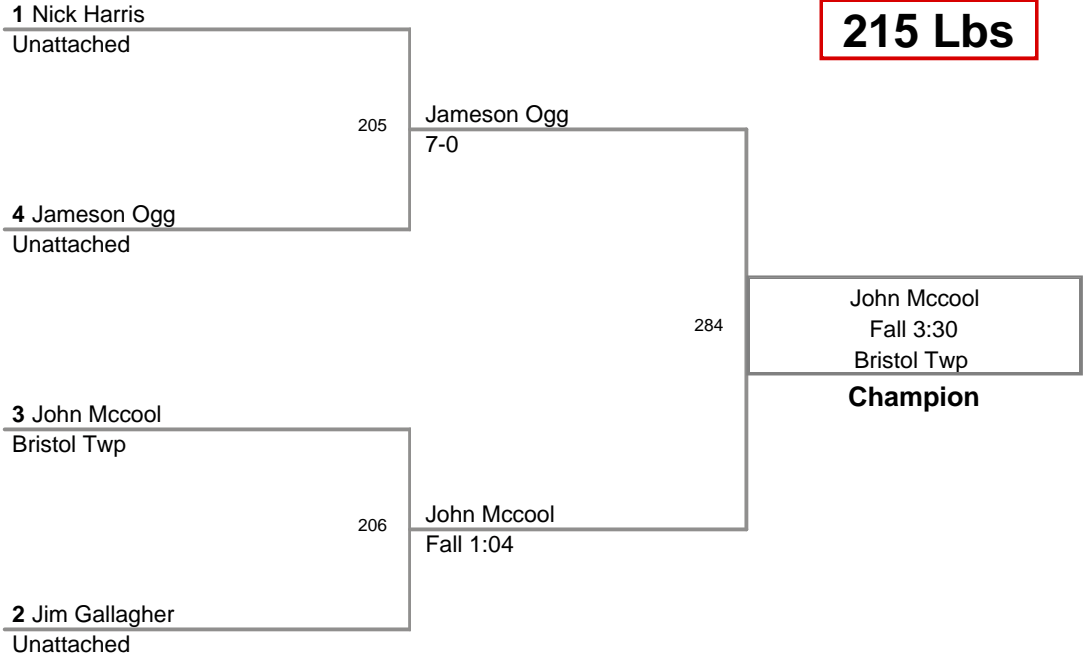 1 Nick Harris
Unattached
215 Lbs
205
Jameson Ogg
7-0
4 Jameson Ogg
Unattached
284
John Mccool
Fall 3:30
Bristol Twp
Champion
3 John Mccool
Bristol Twp
206
John Mccool
Fall 1:04
2 Jim Gallagher
Unattached